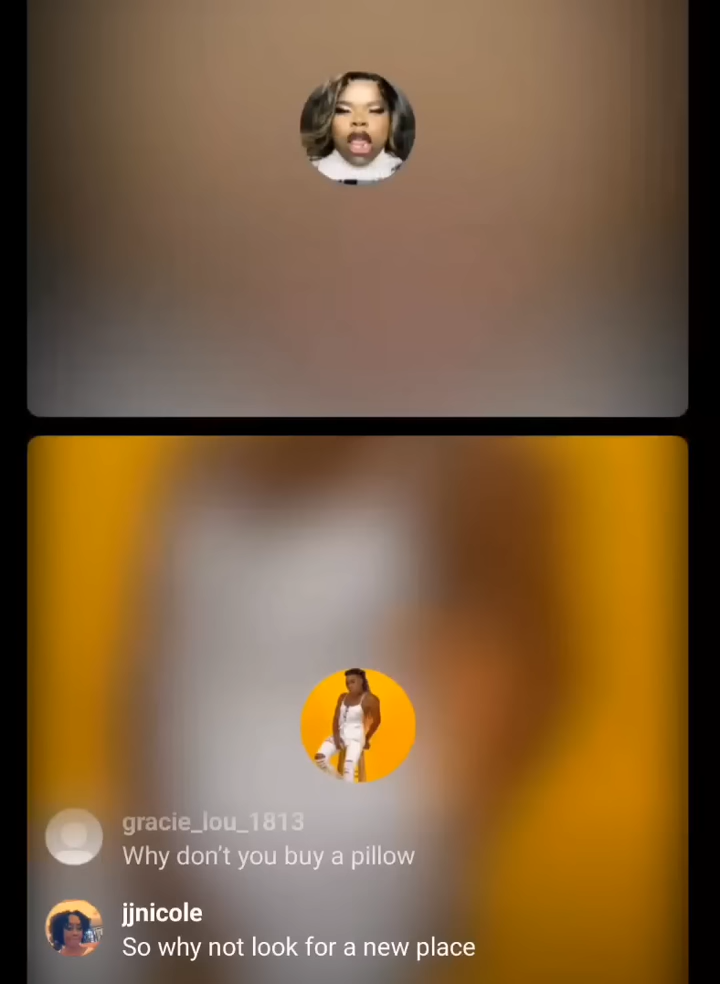 gracie_lou_1813
Why don't you buy a pillow
jjnicole
So why not look for a new place